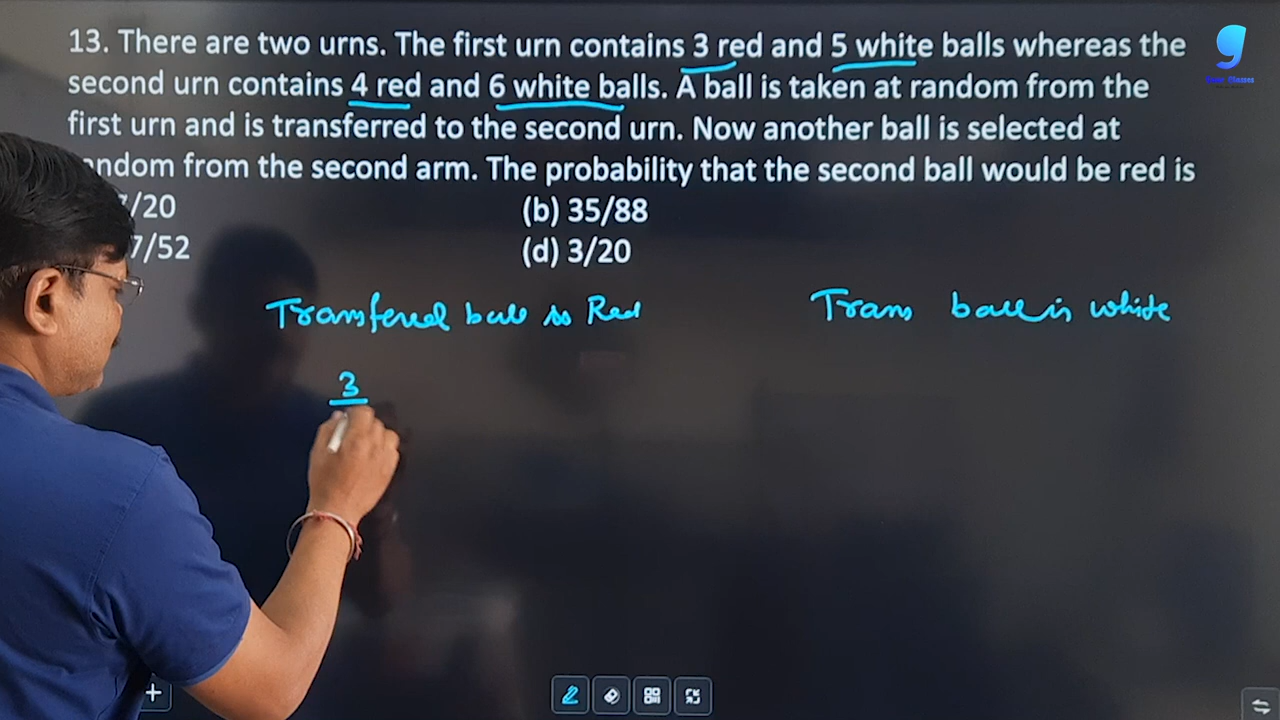 13. There are two urns. The first urn contains 3 red and 5 white balls whereas the
second urn contains 4 red and 6 white balls. A ball is taken at random from the
first urn and is transferred to the second urn. Now another ball is selected at
random from the second arm. The probability that the second ball would be red is
/20 (b) 35/88
7/52 (d) 3/20
Transferred ball is Red Trans ball is white
3